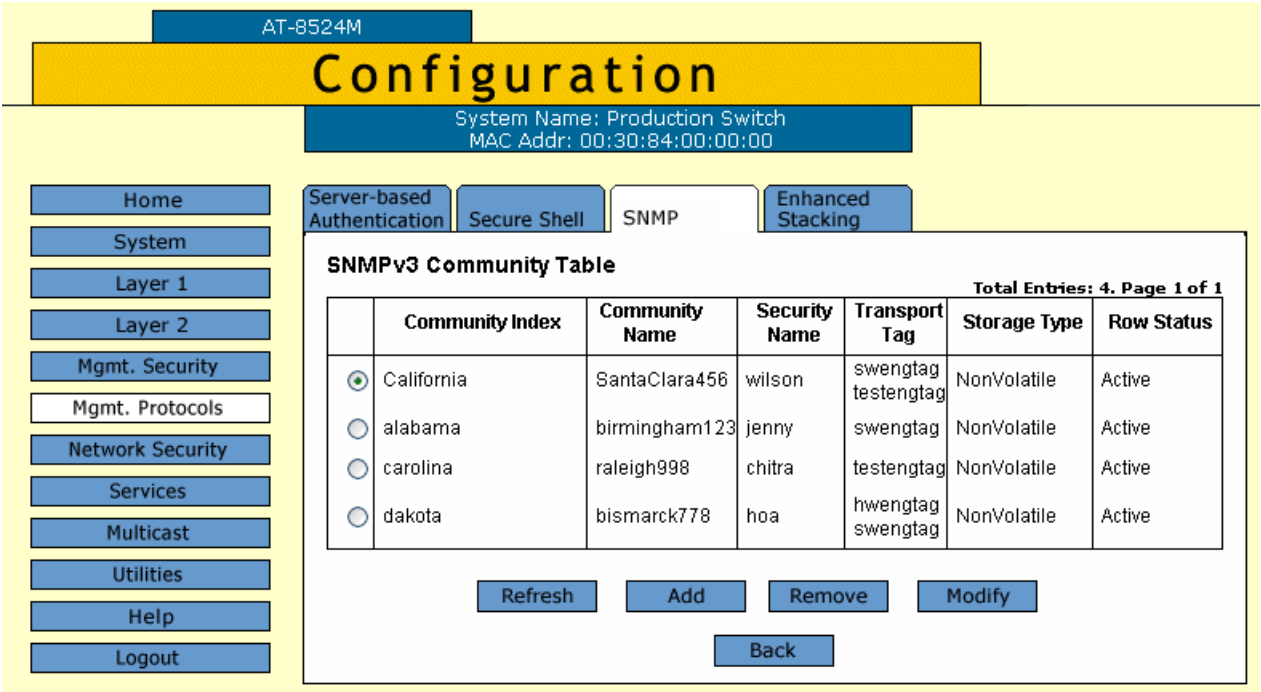 AT-8524M
Configuration
System Name: Production Switch
MAC Addr: 00:30:84:00:00:00
Home
System
Layer 1
Layer 2
Mgmt. Security
Mgmt. Protocols
Network Security
Services
Multicast
Utilities
Help
Logout
Server-based
Authentication
Secure Shell
SNMP
Enhanced
Stacking
SNMPv3 Community Table
Total Entries: 4. Page 1 of 1
Community Index
Community
Name
Security
Name
Transport
Tag
Storage Type
Row Status
California
SantaClara456
wilson
swengtag
testengtag
NonVolatile
Active
alabama
birmingham123
jenny
swengtag
NonVolatile
Active
carolina
raleigh998
chitra
testengtag
NonVolatile
Active
dakota
bismarck778
hoa
hwengtag
swengtag
NonVolatile
Active
Refresh
Add
Remove
Modify
Back